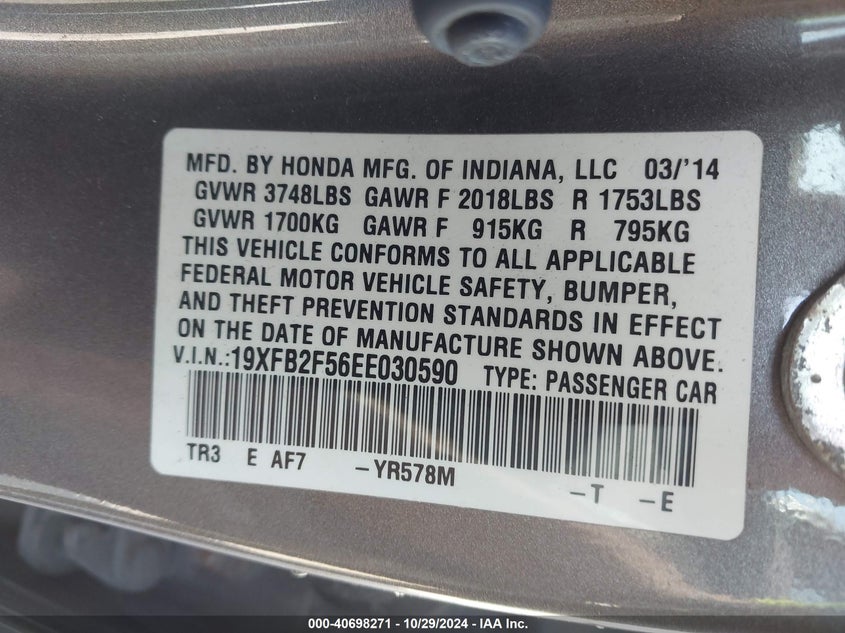 MFD. BY HONDA MFG. OF INDIANA, LLC 03/'14
GVWR 3748LBS GAWR F 2018LBS R 1753LBS
GVWR 1700KG GAWR F 915KG R 795KG
THIS VEHICLE CONFORMS TO ALL APPLICABLE
FEDERAL MOTOR VEHICLE SAFETY, BUMPER,
AND THEFT PREVENTION STANDARDS IN EFFECT
ON THE DATE OF MANUFACTURE SHOWN ABOVE.
V.I.N.:19XFB2F56EE030590 TYPE: PASSENGER CAR
TR3 E AF7 -YR578M -T -E
000-40698271 - 10/29/2024 - IAA Inc.